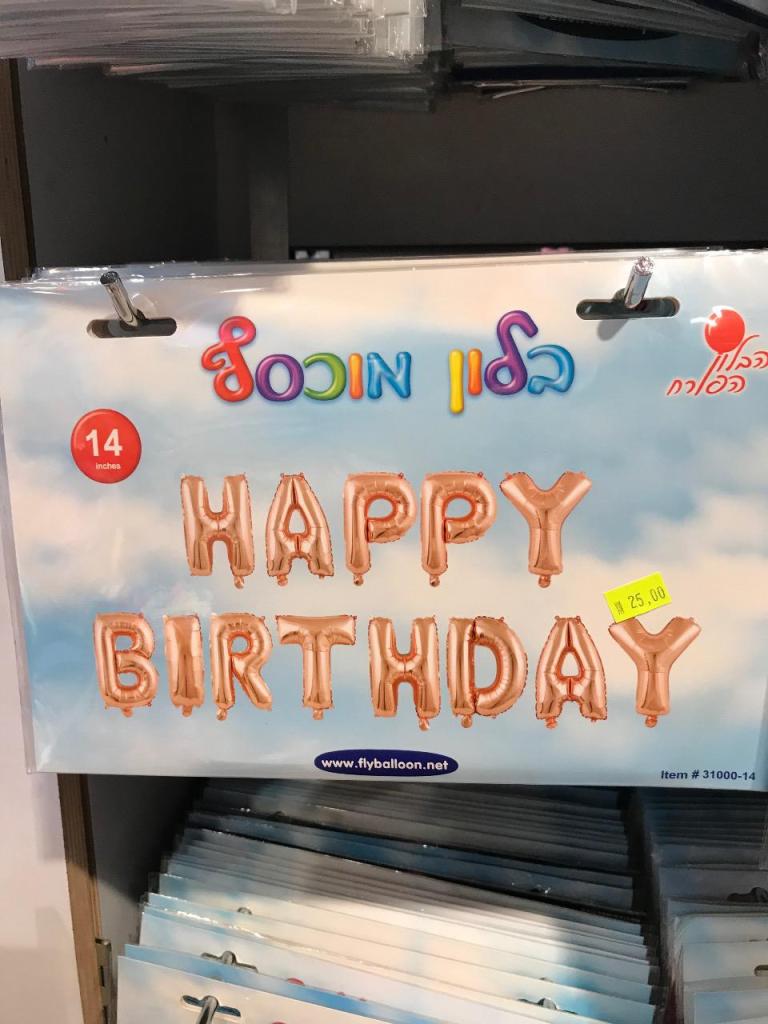 בלון מוכסף
הבלון
הפורח
14
inches
HAPPY
₪ 25,00
BIRTHDAY
www.flyballoon.net
Item # 31000-14